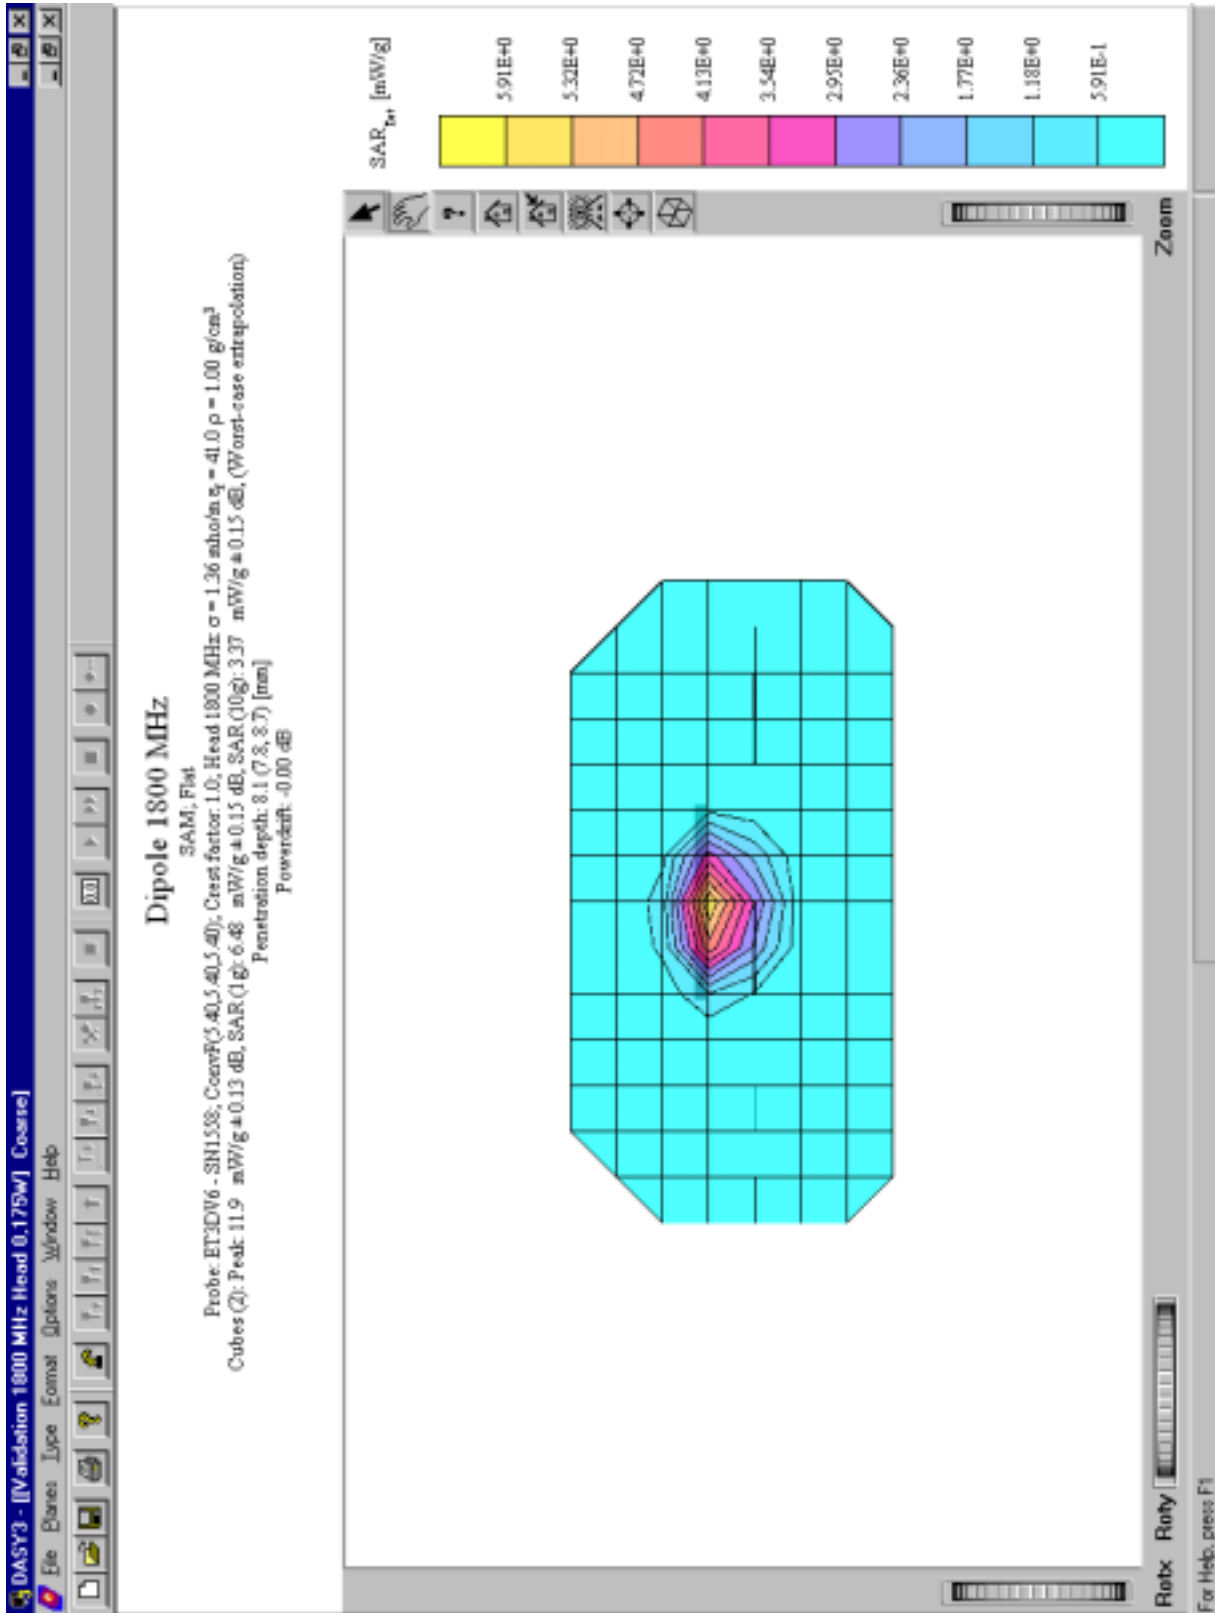 DASY3 - [[Validation 1800 MHz Head 0,175W] Coarse]
File Planes Type Format Options Window Help
Dipole 1800 MHz
SAM; Flat
Probe: ET3DV6 - SN1558; ConvF(5.40,5.40,5.40); Crest factor: 1.0; Head 1800 MHz: σ = 1.36 mho/m εr = 41.0 ρ = 1.00 g/cm³
Cubes (2): Peak: 11.9 mW/g ± 0.13 dB, SAR (1g): 6.48 mW/g ± 0.15 dB, SAR (10g): 3.37 mW/g ± 0.15 dB, (Worst-case extrapolation)
Penetration depth: 8.1 (7.8, 8.7) [mm]
Powerdrift: -0.00 dB
SARTot [mW/g]
5.91E+0
5.32E+0
4.72E+0
4.13E+0
3.54E+0
2.95E+0
2.36E+0
1.77E+0
1.18E+0
5.91E-1
Rotx Roty Zoom
For Help, press F1